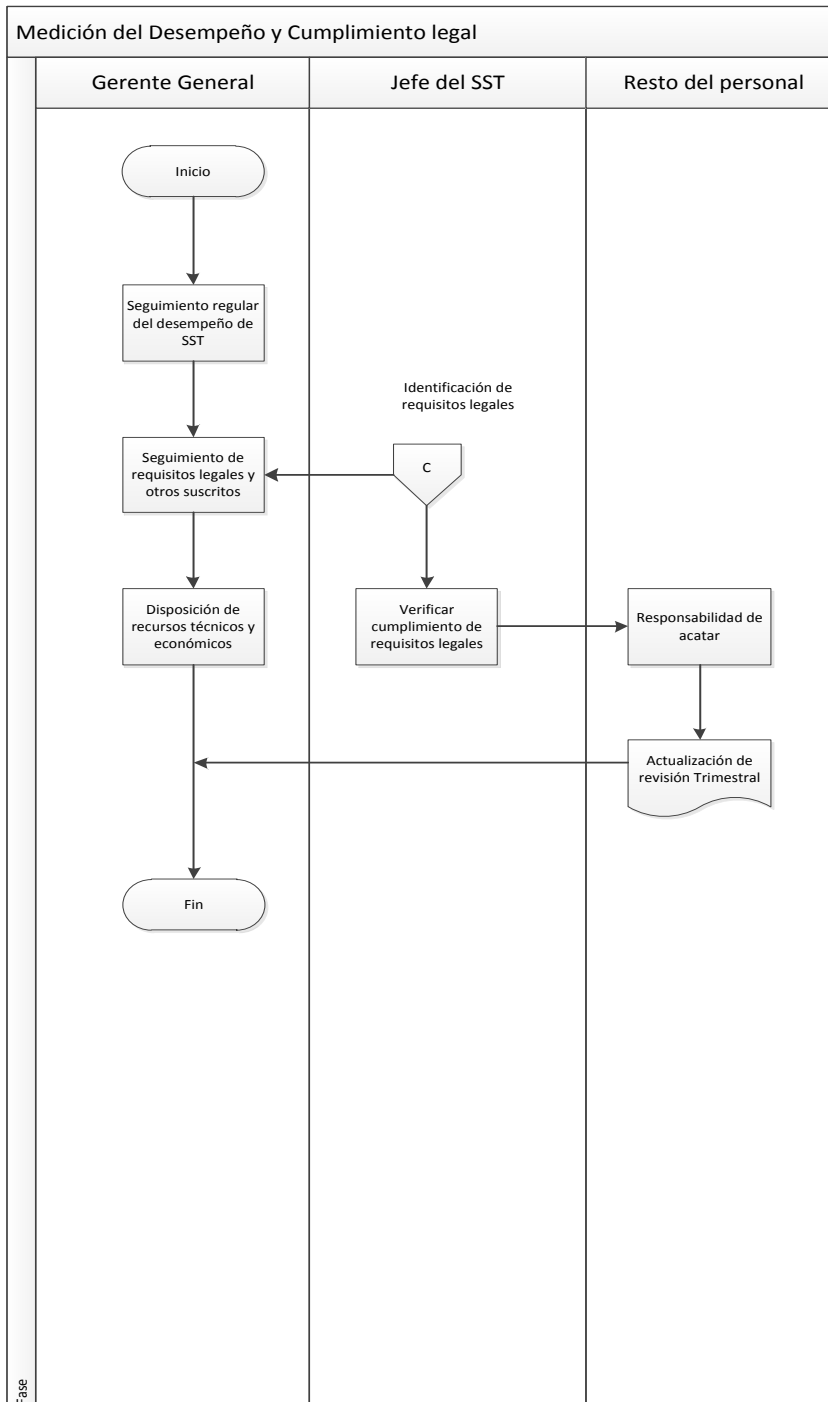 Medición del Desempeño y Cumplimiento legal
Gerente General
Jefe del SST
Resto del personal
Inicio
Seguimiento regular
del desempeño de
SST
Identificación de
requisitos legales
Seguimiento de
requisitos legales y
otros suscritos
C
Disposición de
recursos técnicos y
económicos
Verificar
cumplimiento de
requisitos legales
Responsabilidad de
acatar
Actualización de
revisión Trimestral
Fin
Fase